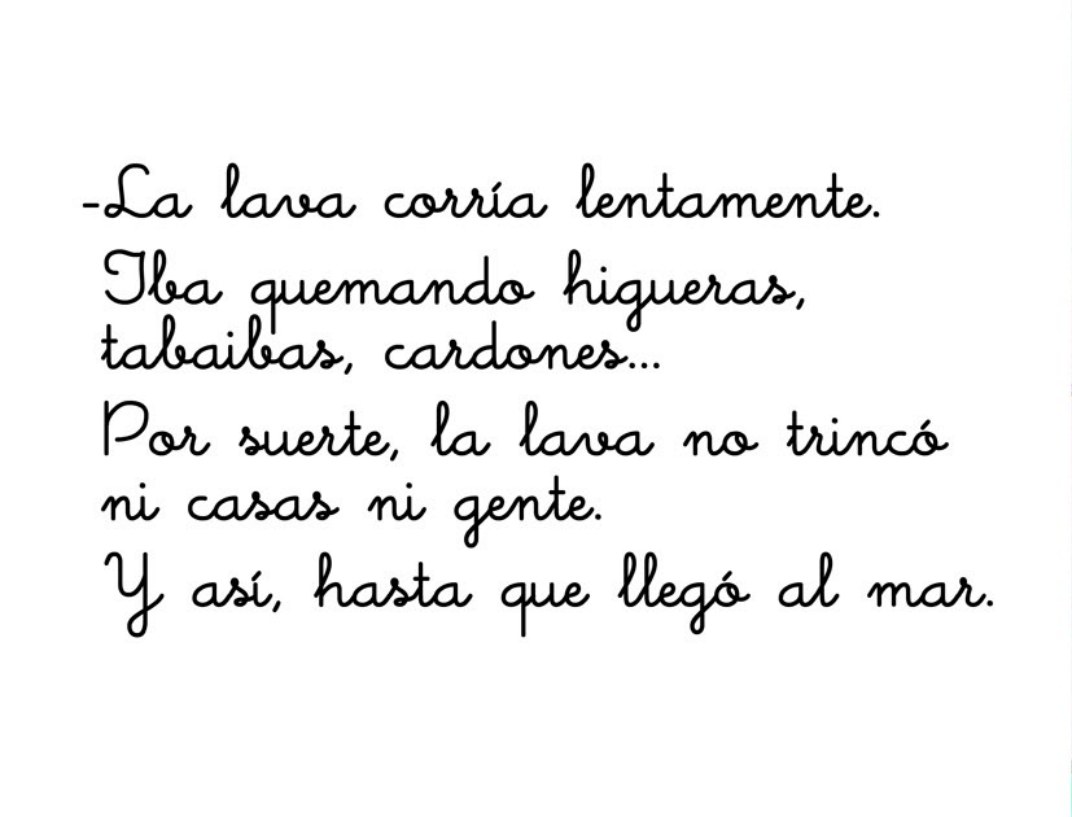 -La lava corría lentamente.
Iba quemando higueras,
tabaibas, cardones...
Por suerte, la lava no trincó
ni casas ni gente.
Y así, hasta que llegó al mar.